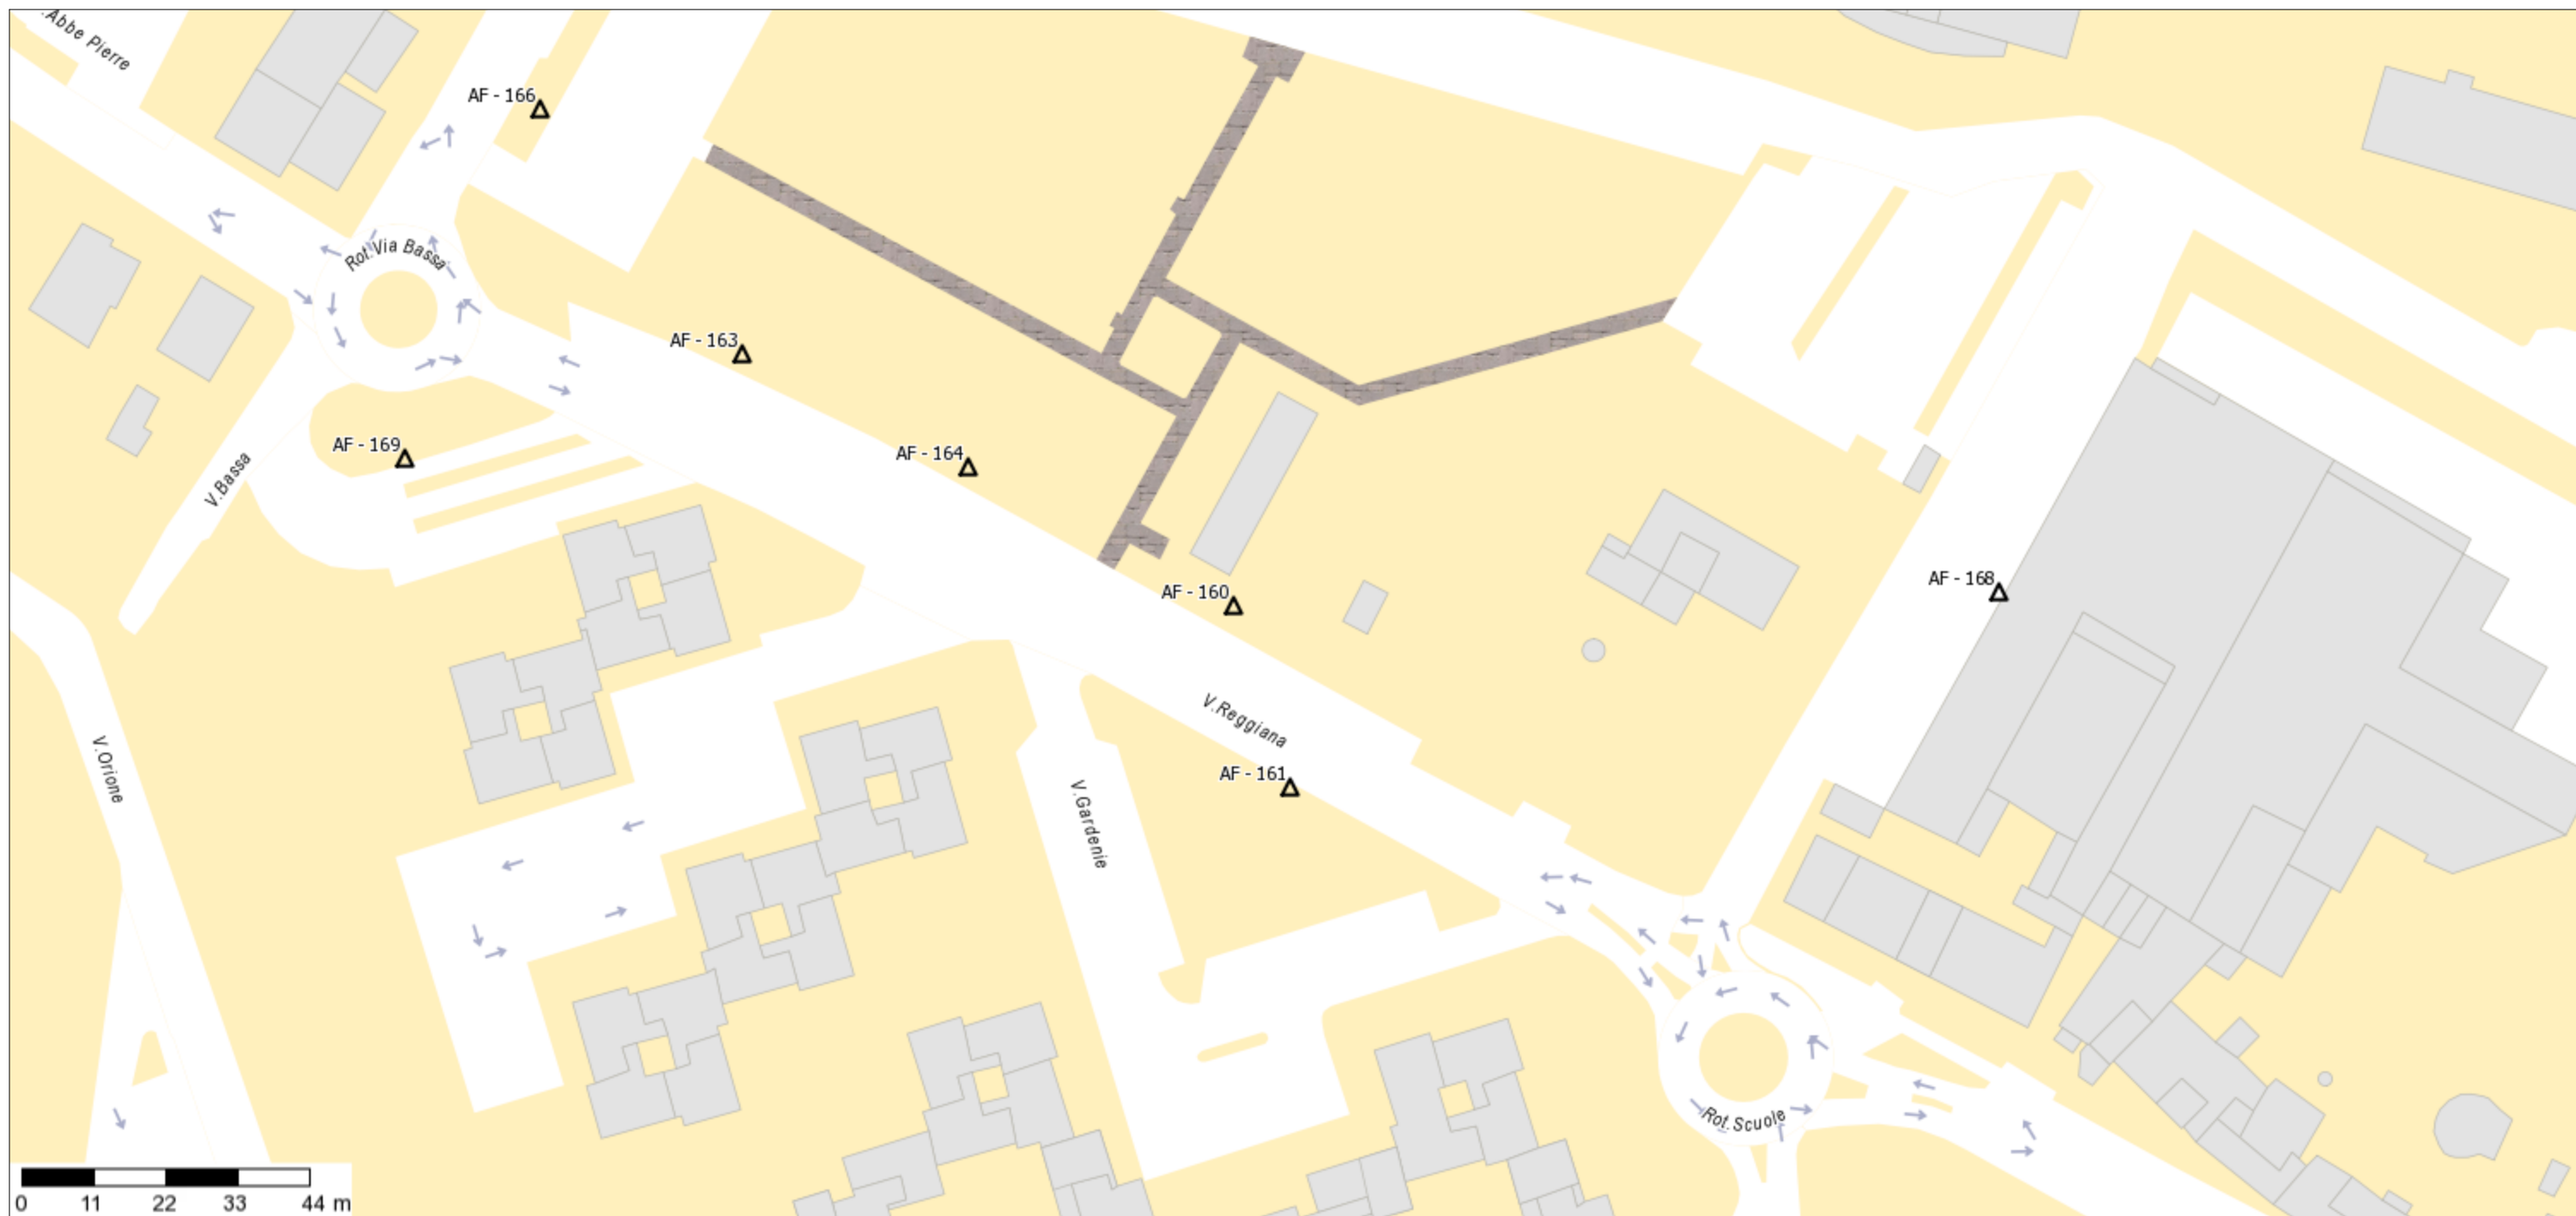 .Abbe Pierre
AF - 166
Rot.Via Bassa
AF - 163
AF - 169
AF - 164
V.Bassa
AF - 160
AF - 168
V.Reggiana
V.Orione
AF - 161
V.Gardenie
Rot.Scuole
0 11 22 33 44 m